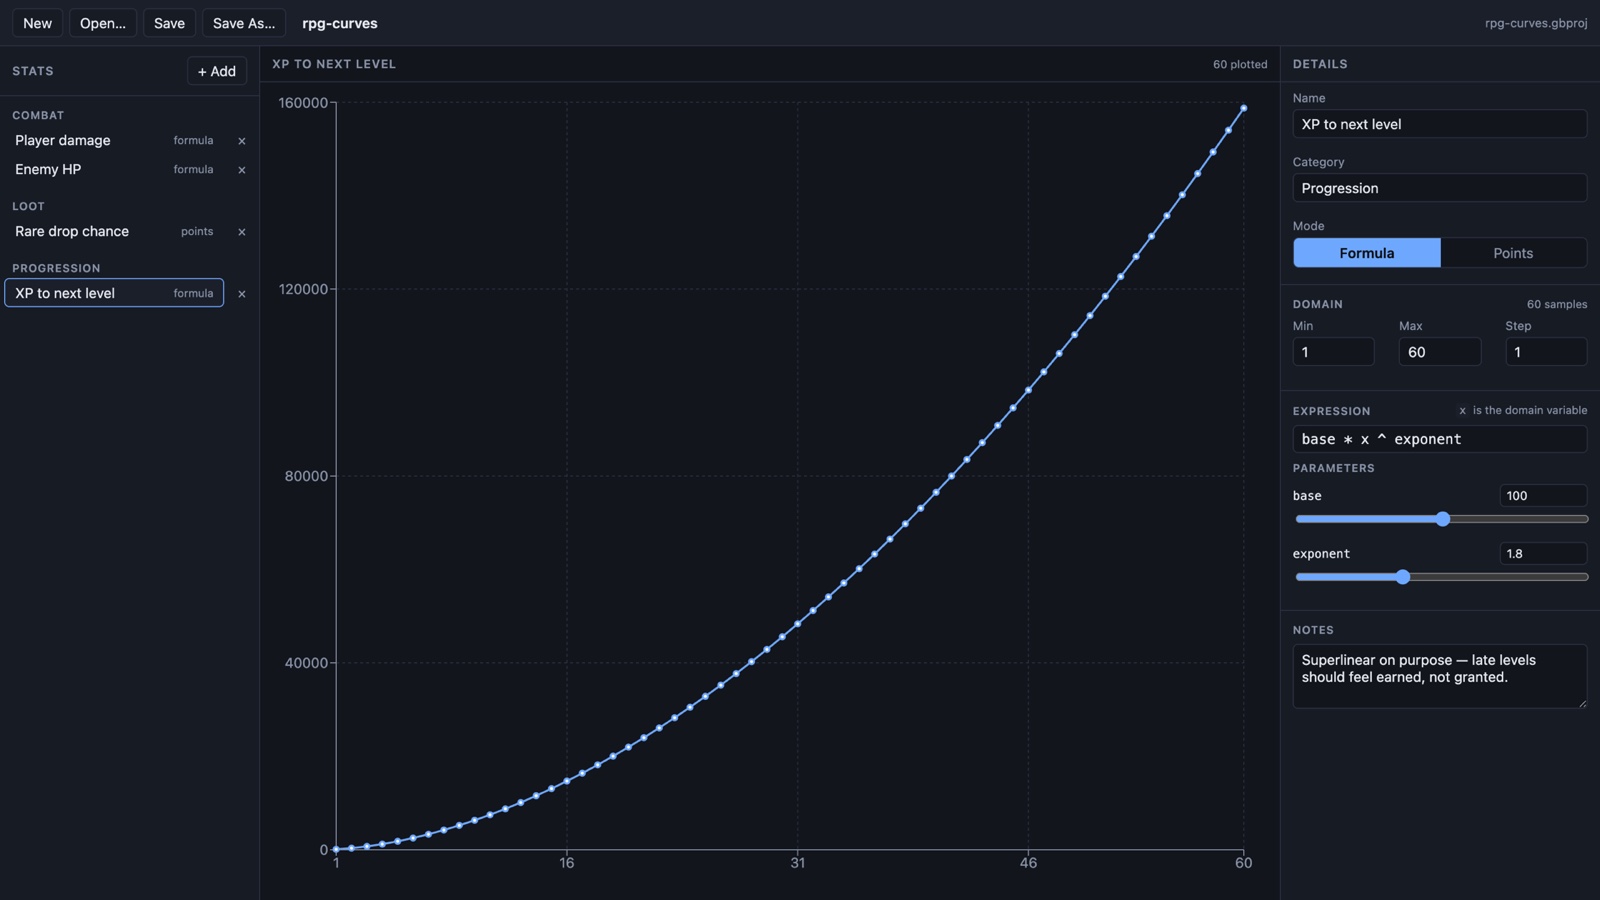 New
Open...
Save
Save As...
rpg-curves
rpg-curves.gbproj
STATS
+ Add
COMBAT
Player damage formula ×
Enemy HP formula ×
LOOT
Rare drop chance points ×
PROGRESSION
XP to next level formula ×
XP TO NEXT LEVEL
60 plotted
160000
120000
80000
40000
0
1 16 31 46 60
DETAILS
Name
XP to next level
Category
Progression
Mode
Formula Points
DOMAIN 60 samples
Min Max Step
1 60 1
EXPRESSION x is the domain variable
base * x ^ exponent
PARAMETERS
base 100
exponent 1.8
NOTES
Superlinear on purpose — late levels
should feel earned, not granted.